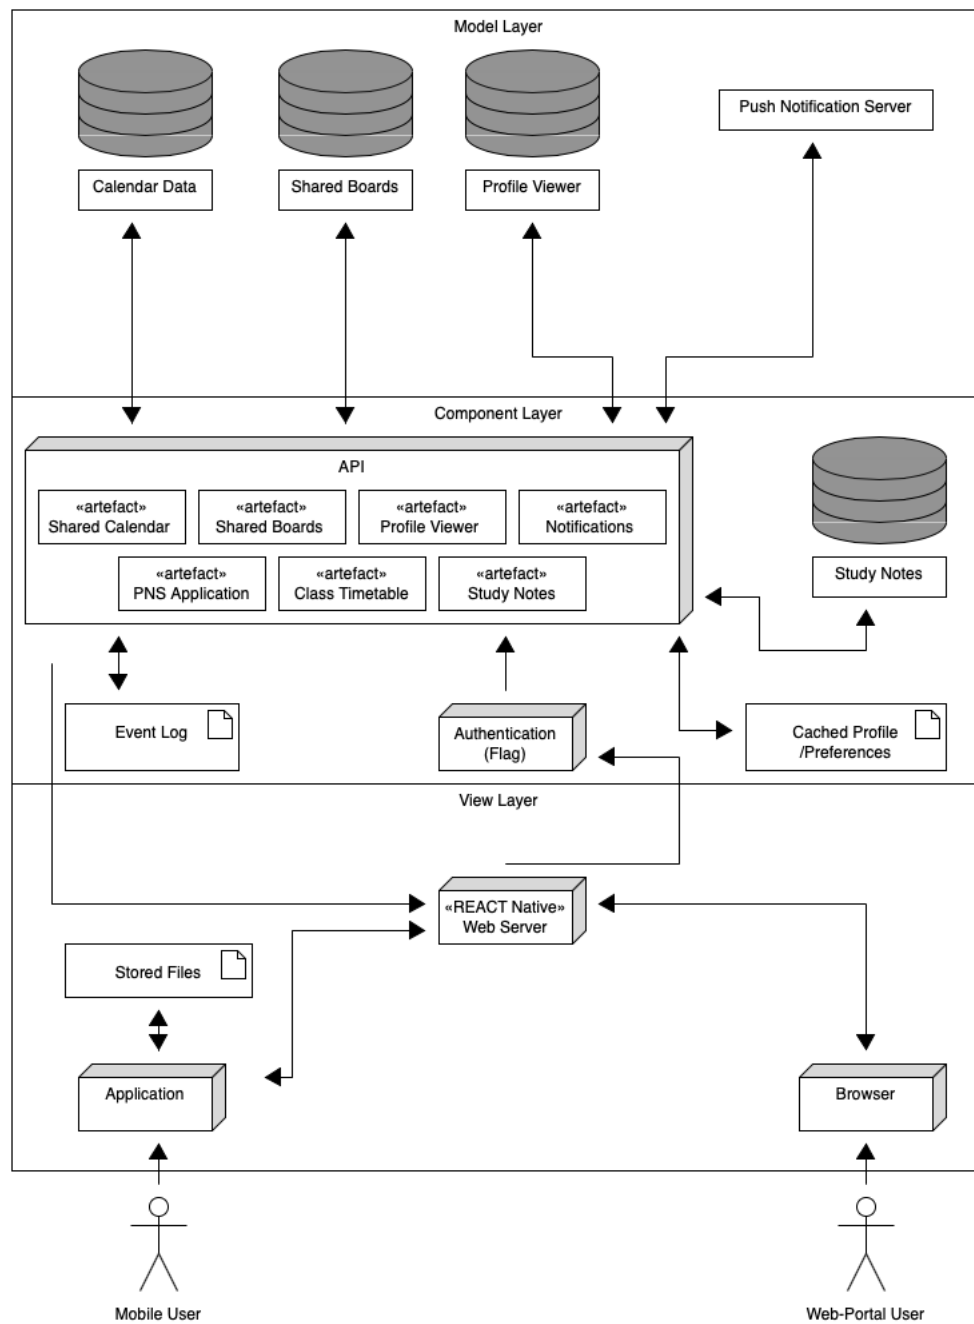 Model Layer
Push Notification Server
Calendar Data
Shared Boards
Profile Viewer
Component Layer
API
«artefact»
Shared Calendar
«artefact»
Shared Boards
«artefact»
Profile Viewer
«artefact»
Notifications
«artefact»
PNS Application
«artefact»
Class Timetable
«artefact»
Study Notes
Study Notes
Event Log
Authentication
(Flag)
Cached Profile
/Preferences
View Layer
«REACT Native»
Web Server
Stored Files
Application
Browser
Mobile User
Web-Portal User